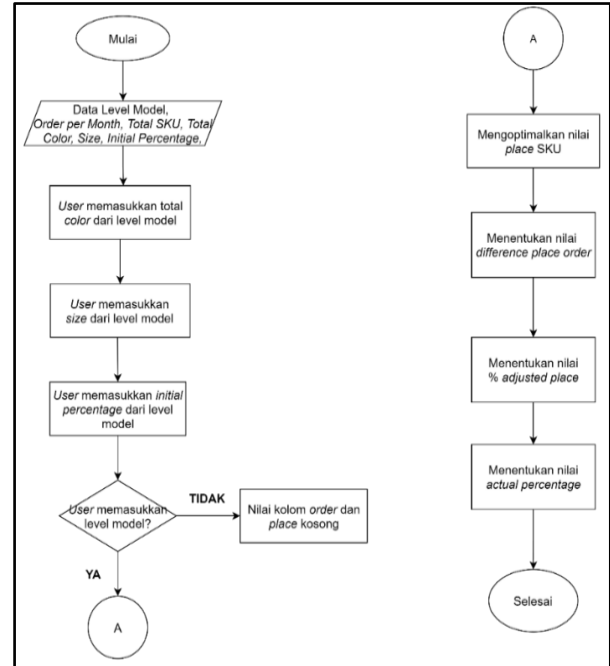 Mulai
Data Level Model,
Order per Month, Total SKU, Total
Color, Size, Initial Percentage,
User memasukkan total
color dari level model
User memasukkan
size dari level model
User memasukkan initial
percentage dari level
model
User memasukkan
level model?
TIDAK
Nilai kolom order dan
place kosong
YA
A
A
Mengoptimalkan nilai
place SKU
Menentukan nilai
difference place order
Menentukan nilai
% adjusted place
Menentukan nilai
actual percentage
Selesai